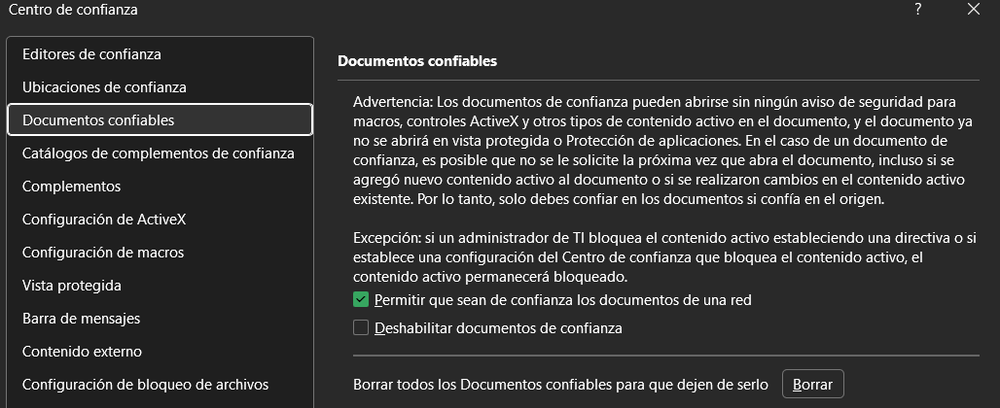 Centro de confianza
?
Editores de confianza
Ubicaciones de confianza
Documentos confiables
Catálogos de complementos de confianza
Complementos
Configuración de ActiveX
Configuración de macros
Vista protegida
Barra de mensajes
Contenido externo
Configuración de bloqueo de archivos
Documentos confiables
Advertencia: Los documentos de confianza pueden abrirse sin ningún aviso de seguridad para
macros, controles ActiveX y otros tipos de contenido activo en el documento, y el documento ya
no se abrirá en vista protegida o Protección de aplicaciones. En el caso de un documento de
confianza, es posible que no se le solicite la próxima vez que abra el documento, incluso si se
agregó nuevo contenido activo al documento o si se realizaron cambios en el contenido activo
existente. Por lo tanto, solo debes confiar en los documentos si confía en el origen.
Excepción: si un administrador de TI bloquea el contenido activo estableciendo una directiva o si
establece una configuración del Centro de confianza que bloquea el contenido activo, el
contenido activo permanecerá bloqueado.
Permitir que sean de confianza los documentos de una red
Deshabilitar documentos de confianza
Borrar todos los Documentos confiables para que dejen de serlo
Borrar